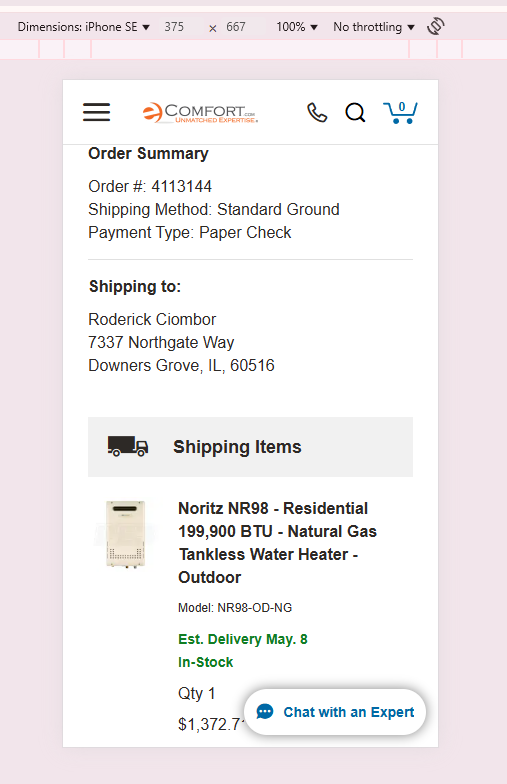 Dimensions: iPhone SE ▼ 375 × 667 100% ▼ No throttling ▼
COMFORT.COM 0
UNMATCHED EXPERTISE
Order Summary
Order #: 4113144
Shipping Method: Standard Ground
Payment Type: Paper Check
Shipping to:
Roderick Ciombor
7337 Northgate Way
Downers Grove, IL, 60516
Shipping Items
Noritz NR98 - Residential
199,900 BTU - Natural Gas
Tankless Water Heater -
Outdoor
Model: NR98-OD-NG
Est. Delivery May. 8
In-Stock
Qty 1
Chat with an Expert
$1,372.7